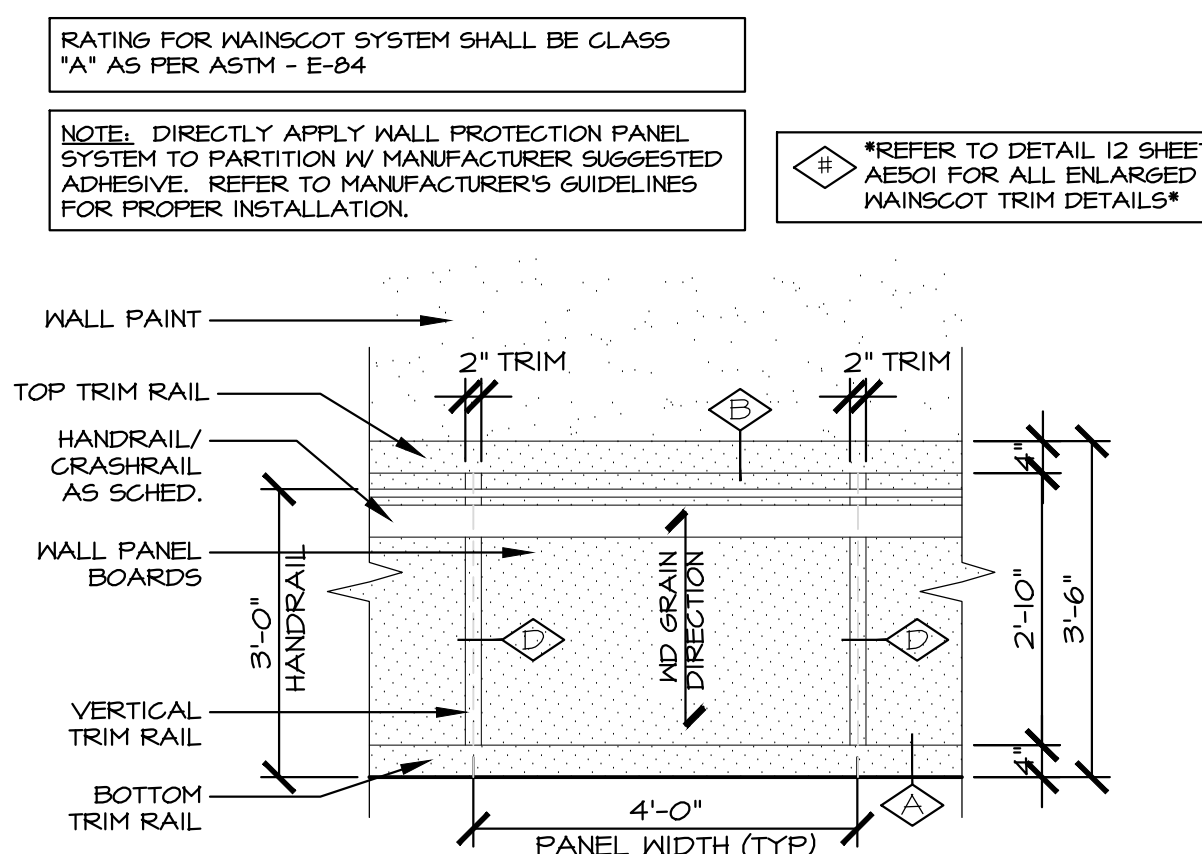 RATING FOR WAINSCOT SYSTEM SHALL BE CLASS
"A" AS PER ASTM - E-84
NOTE: DIRECTLY APPLY WALL PROTECTION PANEL
SYSTEM TO PARTITION W/ MANUFACTURER SUGGESTED
ADHESIVE. REFER TO MANUFACTURER'S GUIDELINES
FOR PROPER INSTALLATION.
#
*REFER TO DETAIL 12 SHEET
AE501 FOR ALL ENLARGED
WAINSCOT TRIM DETAILS*
WALL PAINT
2" TRIM
2" TRIM
TOP TRIM RAIL
B
HANDRAIL/
CRASHRAIL
AS SCHED.
4"
WALL PANEL
BOARDS
3'-0"
HANDRAIL
WD GRAIN
DIRECTION
D
D
2'-10"
3'-6"
VERTICAL
TRIM RAIL
4"
BOTTOM
TRIM RAIL
4'-0"
PANEL WIDTH (TYP)
A